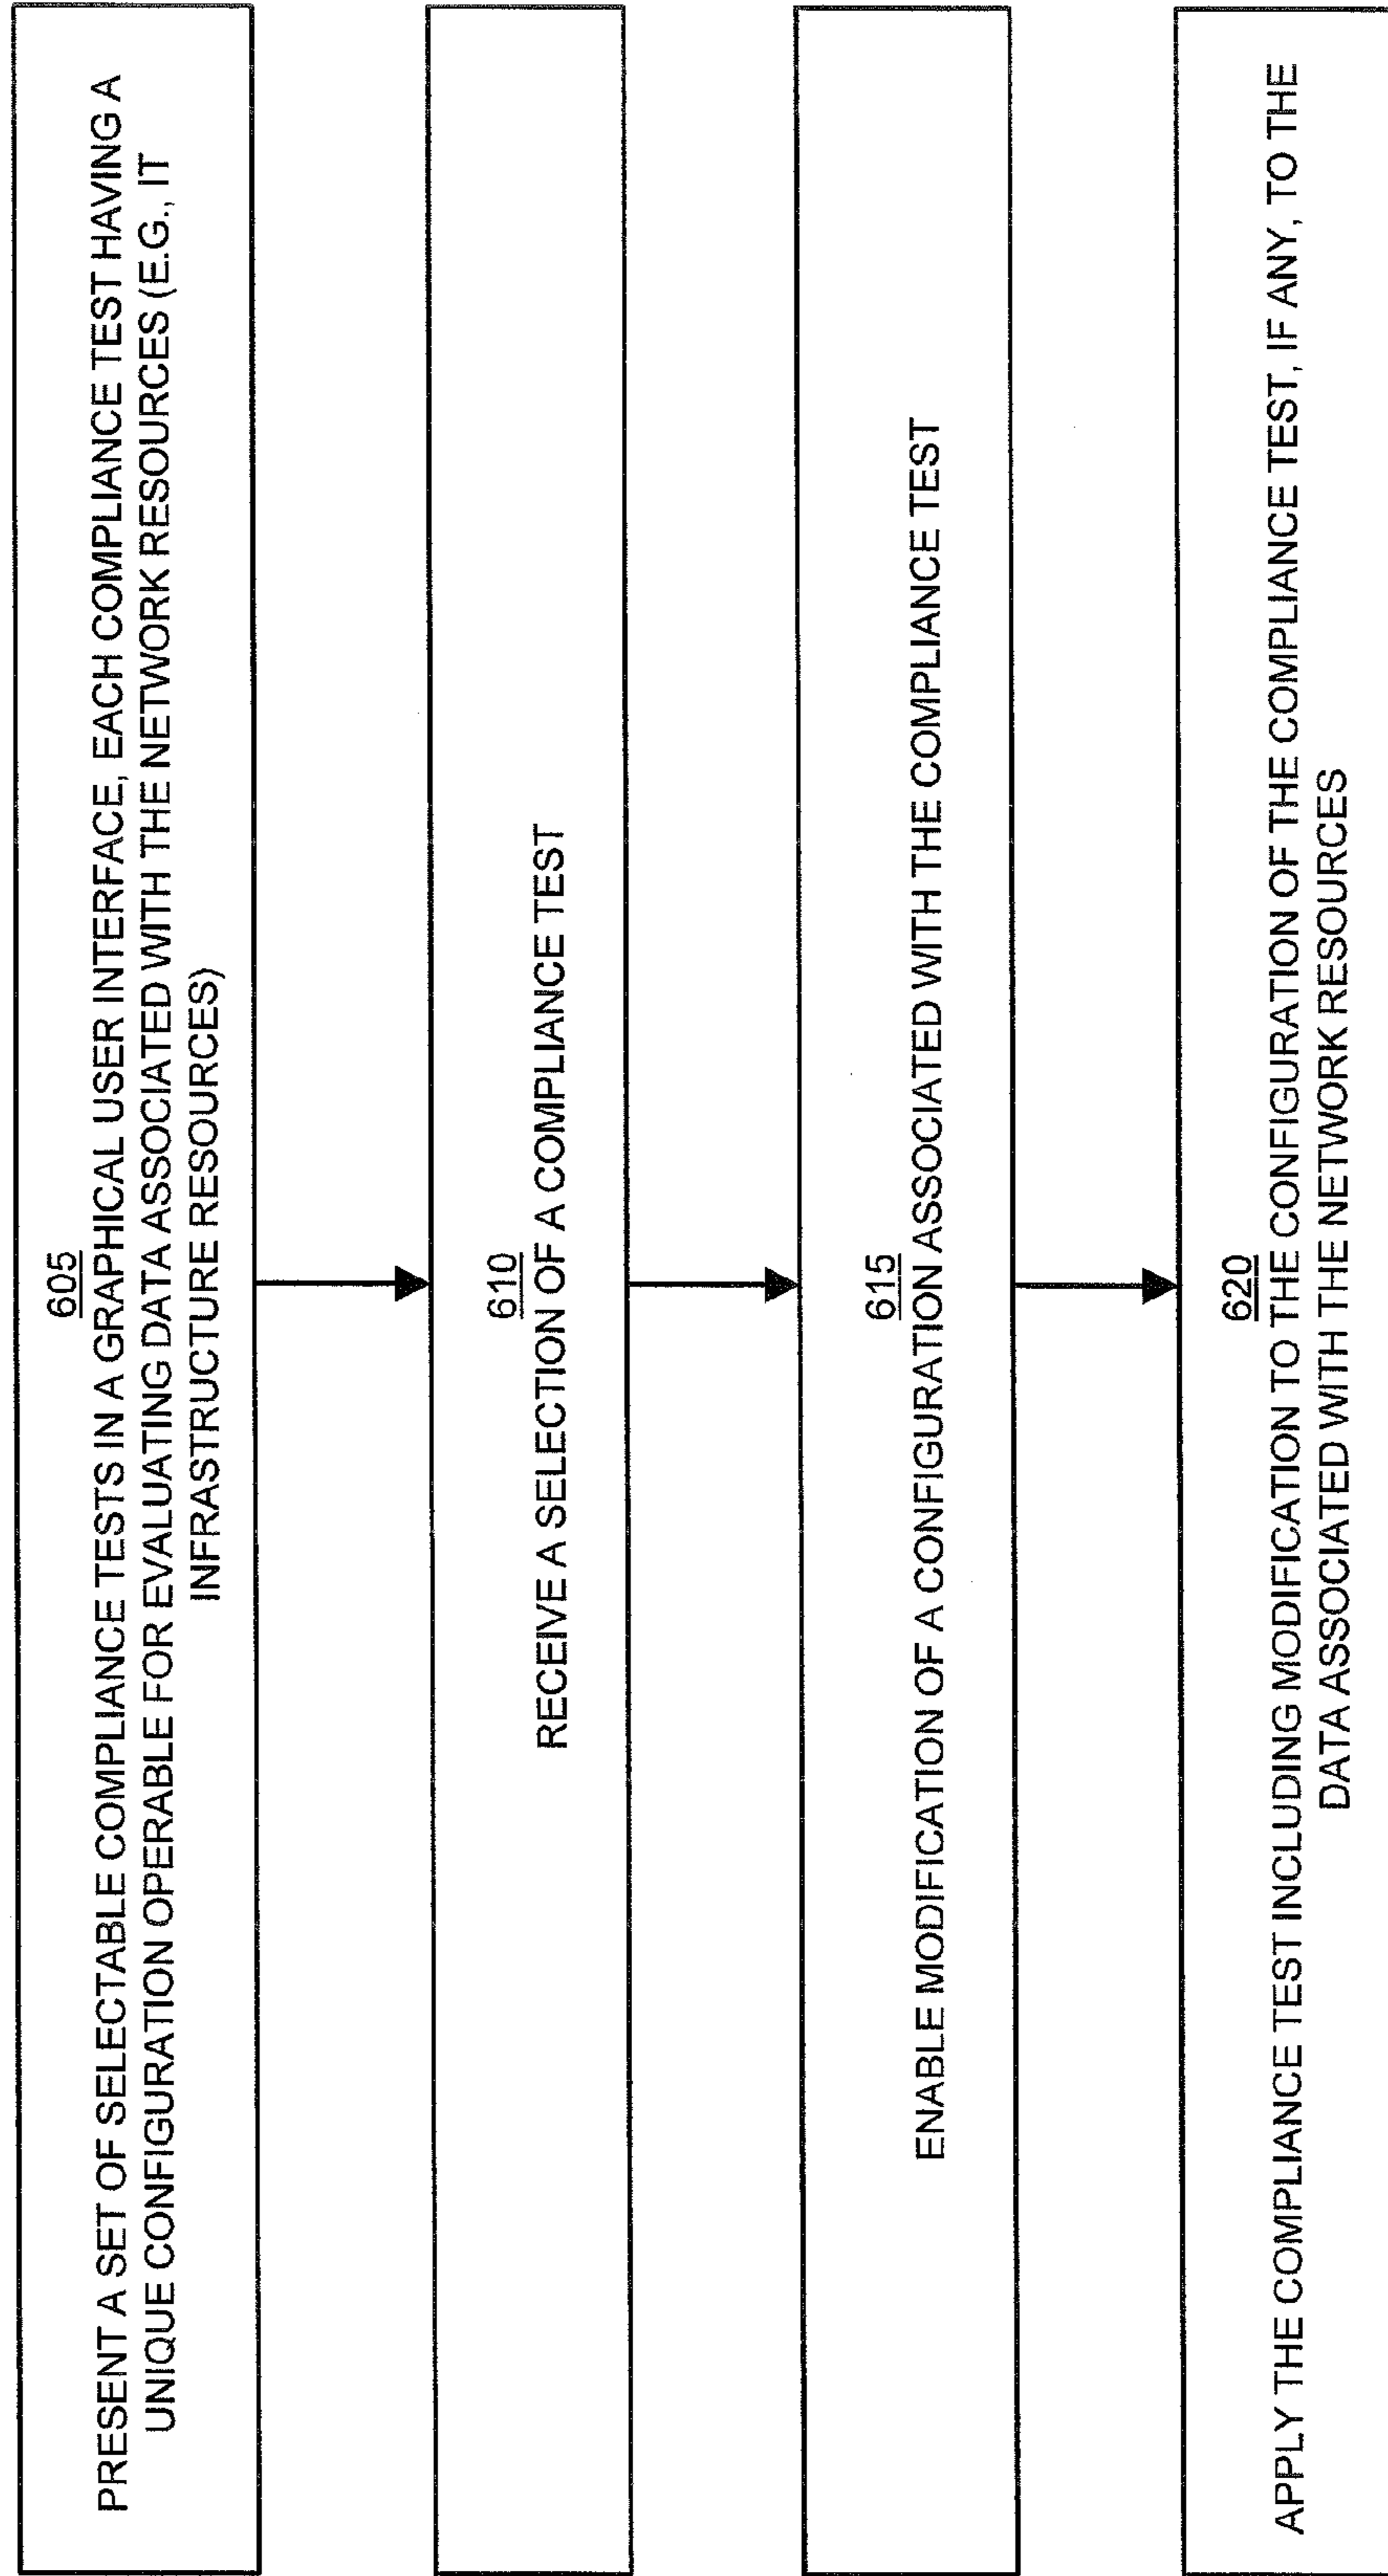 605
PRESENT A SET OF SELECTABLE COMPLIANCE TESTS IN A GRAPHICAL USER INTERFACE, EACH COMPLIANCE TEST HAVING A
UNIQUE CONFIGURATION OPERABLE FOR EVALUATING DATA ASSOCIATED WITH THE NETWORK RESOURCES (E.G., IT
INFRASTRUCTURE RESOURCES)
610
RECEIVE A SELECTION OF A COMPLIANCE TEST
615
ENABLE MODIFICATION OF A CONFIGURATION ASSOCIATED WITH THE COMPLIANCE TEST
620
APPLY THE COMPLIANCE TEST INCLUDING MODIFICATION TO THE CONFIGURATION OF THE COMPLIANCE TEST, IF ANY, TO THE
DATA ASSOCIATED WITH THE NETWORK RESOURCES